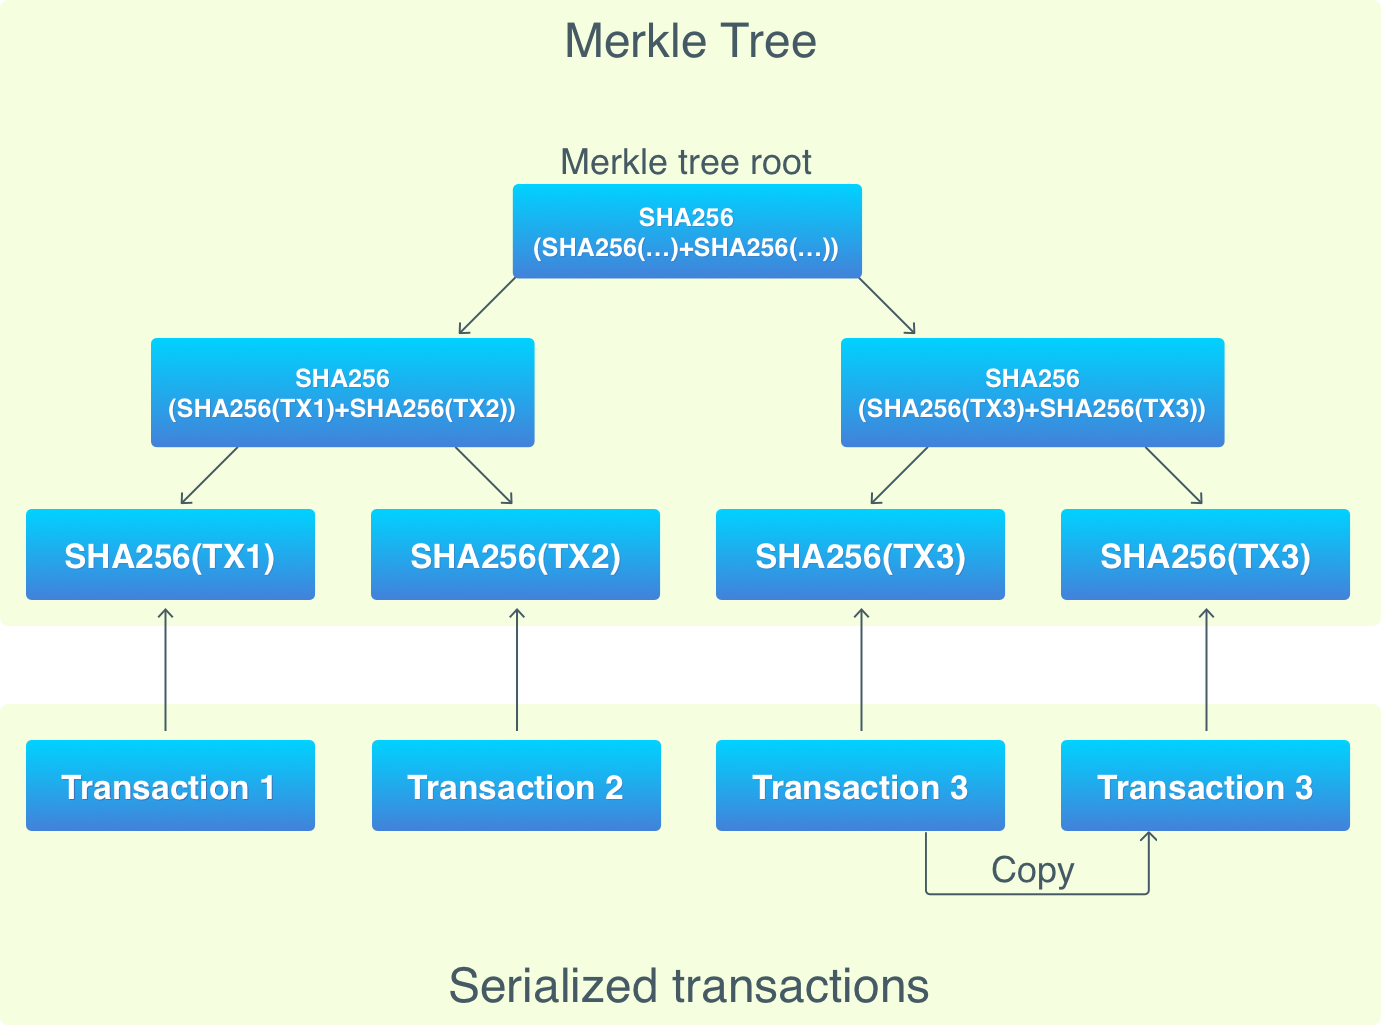 Merkle Tree
Merkle tree root
SHA256
(SHA256(...)+SHA256(...))
SHA256
(SHA256(TX1)+SHA256(TX2))
SHA256
(SHA256(TX3)+SHA256(TX3))
SHA256(TX1)
SHA256(TX2)
SHA256(TX3)
SHA256(TX3)
Transaction 1
Transaction 2
Transaction 3
Transaction 3
Copy
Serialized transactions